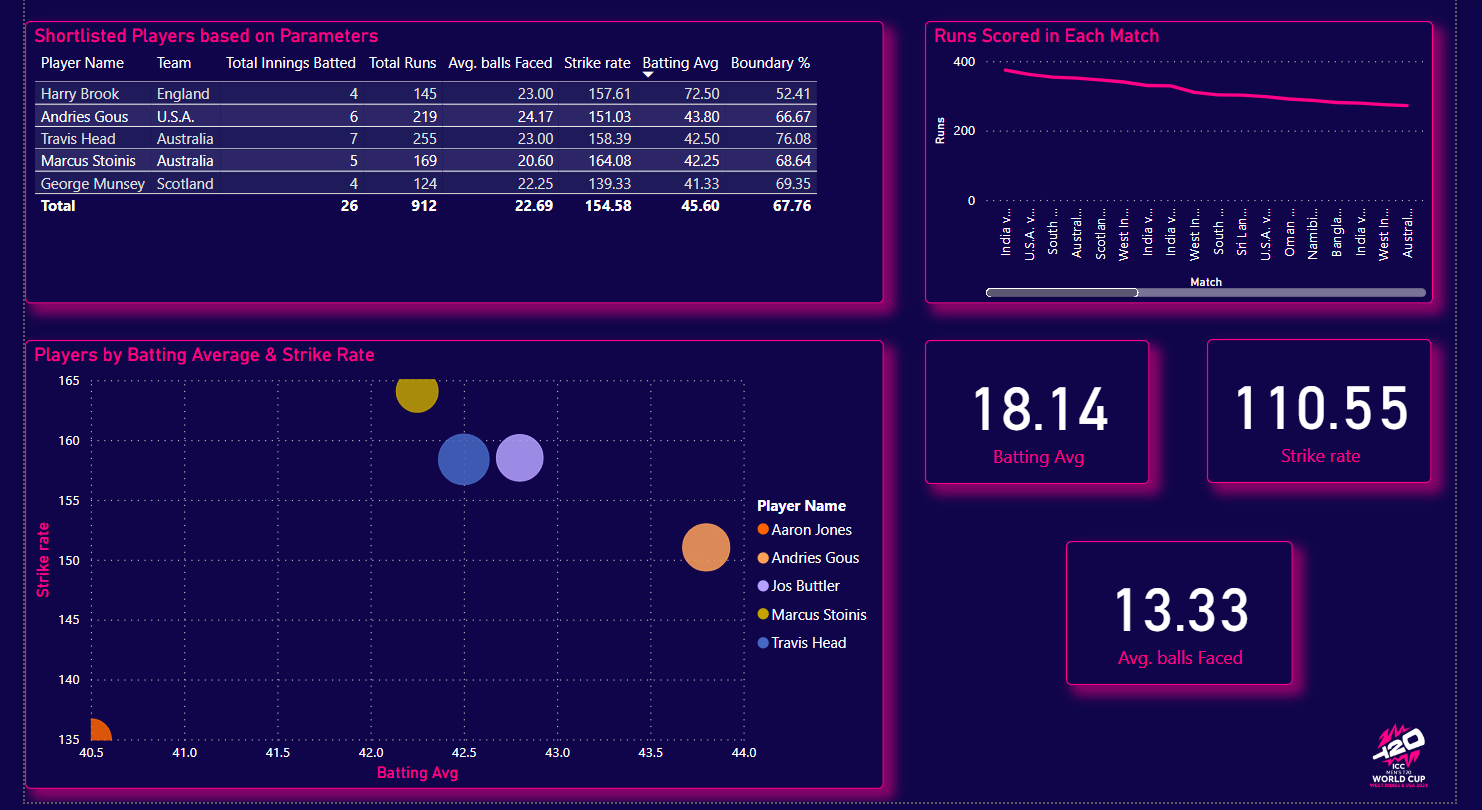 Shortlisted Players based on Parameters
Player Name Team Total Innings Batted Total Runs Avg. balls Faced Strike rate Batting Avg Boundary %
Harry Brook England 4 145 23.00 157.61 72.50 52.41
Andries Gous U.S.A. 6 219 24.17 151.03 43.80 66.67
Travis Head Australia 7 255 23.00 158.39 42.50 76.08
Marcus Stoinis Australia 5 169 20.60 164.08 42.25 68.64
George Munsey Scotland 4 124 22.25 139.33 41.33 69.35
Total 26 912 22.69 154.58 45.60 67.76
Runs Scored in Each Match
400
200
0
Runs
India v...
U.S.A. v...
South ...
Austral...
Scotlan...
West In...
India v...
India v...
West In...
South ...
Sri Lan...
U.S.A. v...
Oman ...
Namibi...
Bangla...
India v...
West In...
Austral...
Match
Players by Batting Average & Strike Rate
165
160
155
150
145
140
135
Strike rate
40.5 41.0 41.5 42.0 42.5 43.0 43.5 44.0
Batting Avg
Player Name
Aaron Jones
Andries Gous
Jos Buttler
Marcus Stoinis
Travis Head
18.14
Batting Avg
110.55
Strike rate
13.33
Avg. balls Faced
T20
ICC
MEN'S T20
WORLD CUP
WEST INDIES & USA 2024